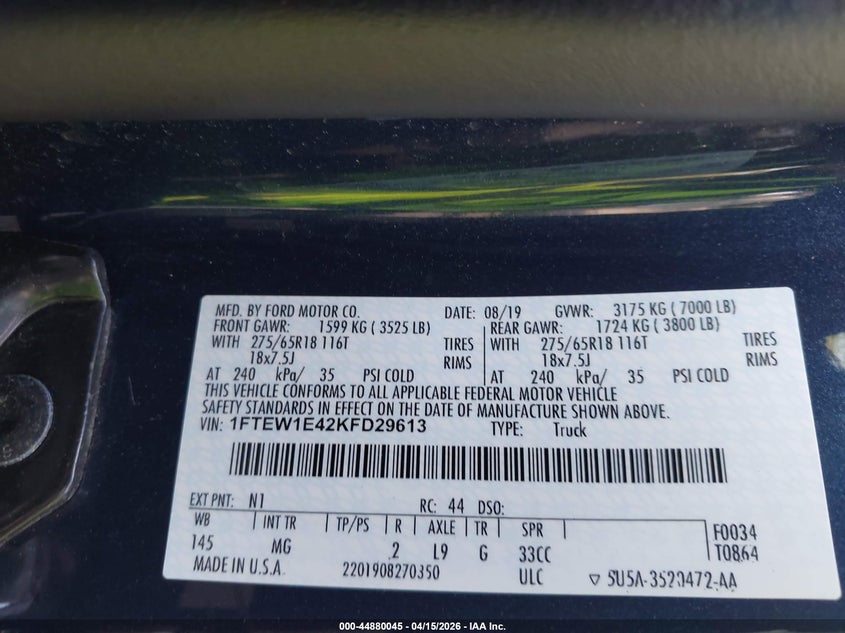 MFD. BY FORD MOTOR CO. DATE: 08/19 GVWR: 3175 KG ( 7000 LB)
FRONT GAWR: 1599 KG ( 3525 LB) REAR GAWR: 1724 KG ( 3800 LB)
WITH 275/65R18 116T TIRES WITH 275/65R18 116T TIRES
18x7.5J RIMS 18x7.5J RIMS
AT 240 kPa/ 35 PSI COLD AT 240 kPa/ 35 PSI COLD
THIS VEHICLE CONFORMS TO ALL APPLICABLE FEDERAL MOTOR VEHICLE
SAFETY STANDARDS IN EFFECT ON THE DATE OF MANUFACTURE SHOWN ABOVE.
VIN: 1FTEW1E42KFD29613 TYPE: Truck
EXT PNT: N1 RC: 44 DSO:
WB INT TR TP/PS R AXLE TR SPR F0034
145 MG 2 L9 G 33CC T0864
MADE IN U.S.A. 2201908270350 ULC 5U5A-3520472-AA
000-44880045 - 04/15/2026 - IAA Inc.